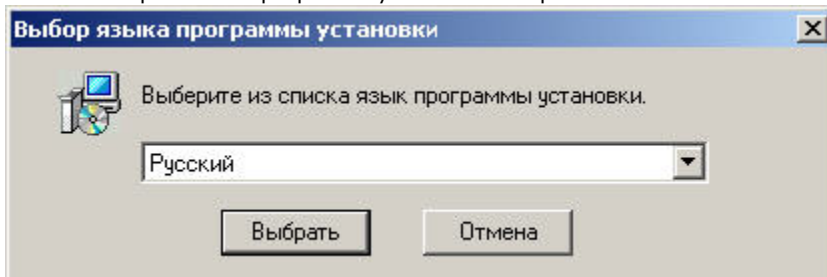 Выбор языка программы установки
Выберите из списка язык программы установки.
Русский
Выбрать
Отмена